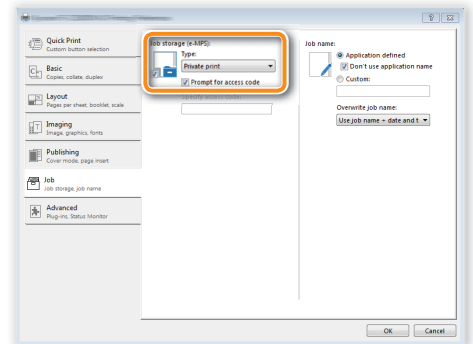 Quick Print
Custom button selection
Basic
Copies, collate, duplex
Layout
Pages per sheet, booklet, scale
Imaging
Image, graphics, fonts
Publishing
Cover mode, page insert
Job
Job storage, job name
Advanced
Plug-ins, Status Monitor
Job storage (e-MPS):
Type:
Private print
Prompt for access code
Specify access code:
Job name:
Application defined
Don't use application name
Custom:
Overwrite job name:
Use job name + date and t
OK
Cancel